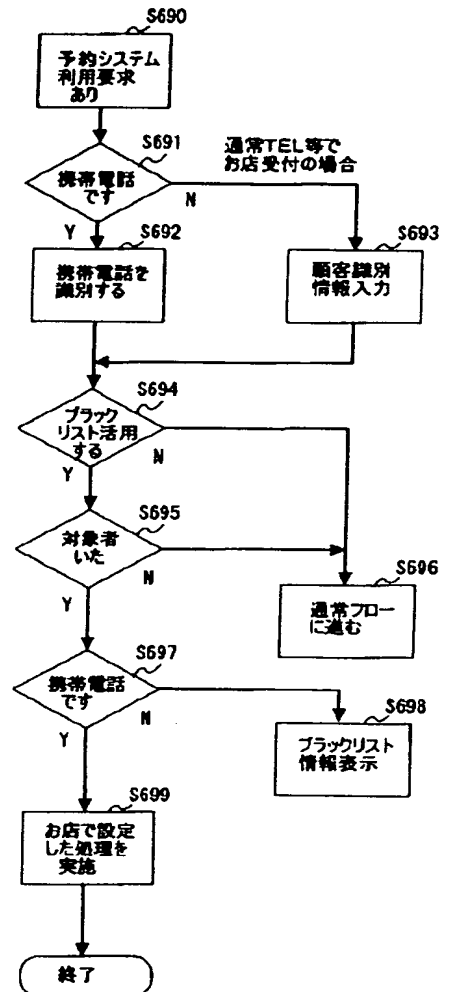 S690
予約システム
利用要求
あり
S691
通常TEL等で
お店受付の場合
携帯電話
です
N
Y
S692
S693
携帯電話を
識別する
顧客識別
情報入力
S694
ブラック
リスト活用
する
N
Y
S695
対象者
いた
N
Y
S696
通常フロー
に進む
S697
携帯電話
です
N
Y
S698
ブラックリスト
情報表示
S699
お店で設定
した処理を
実施
終了